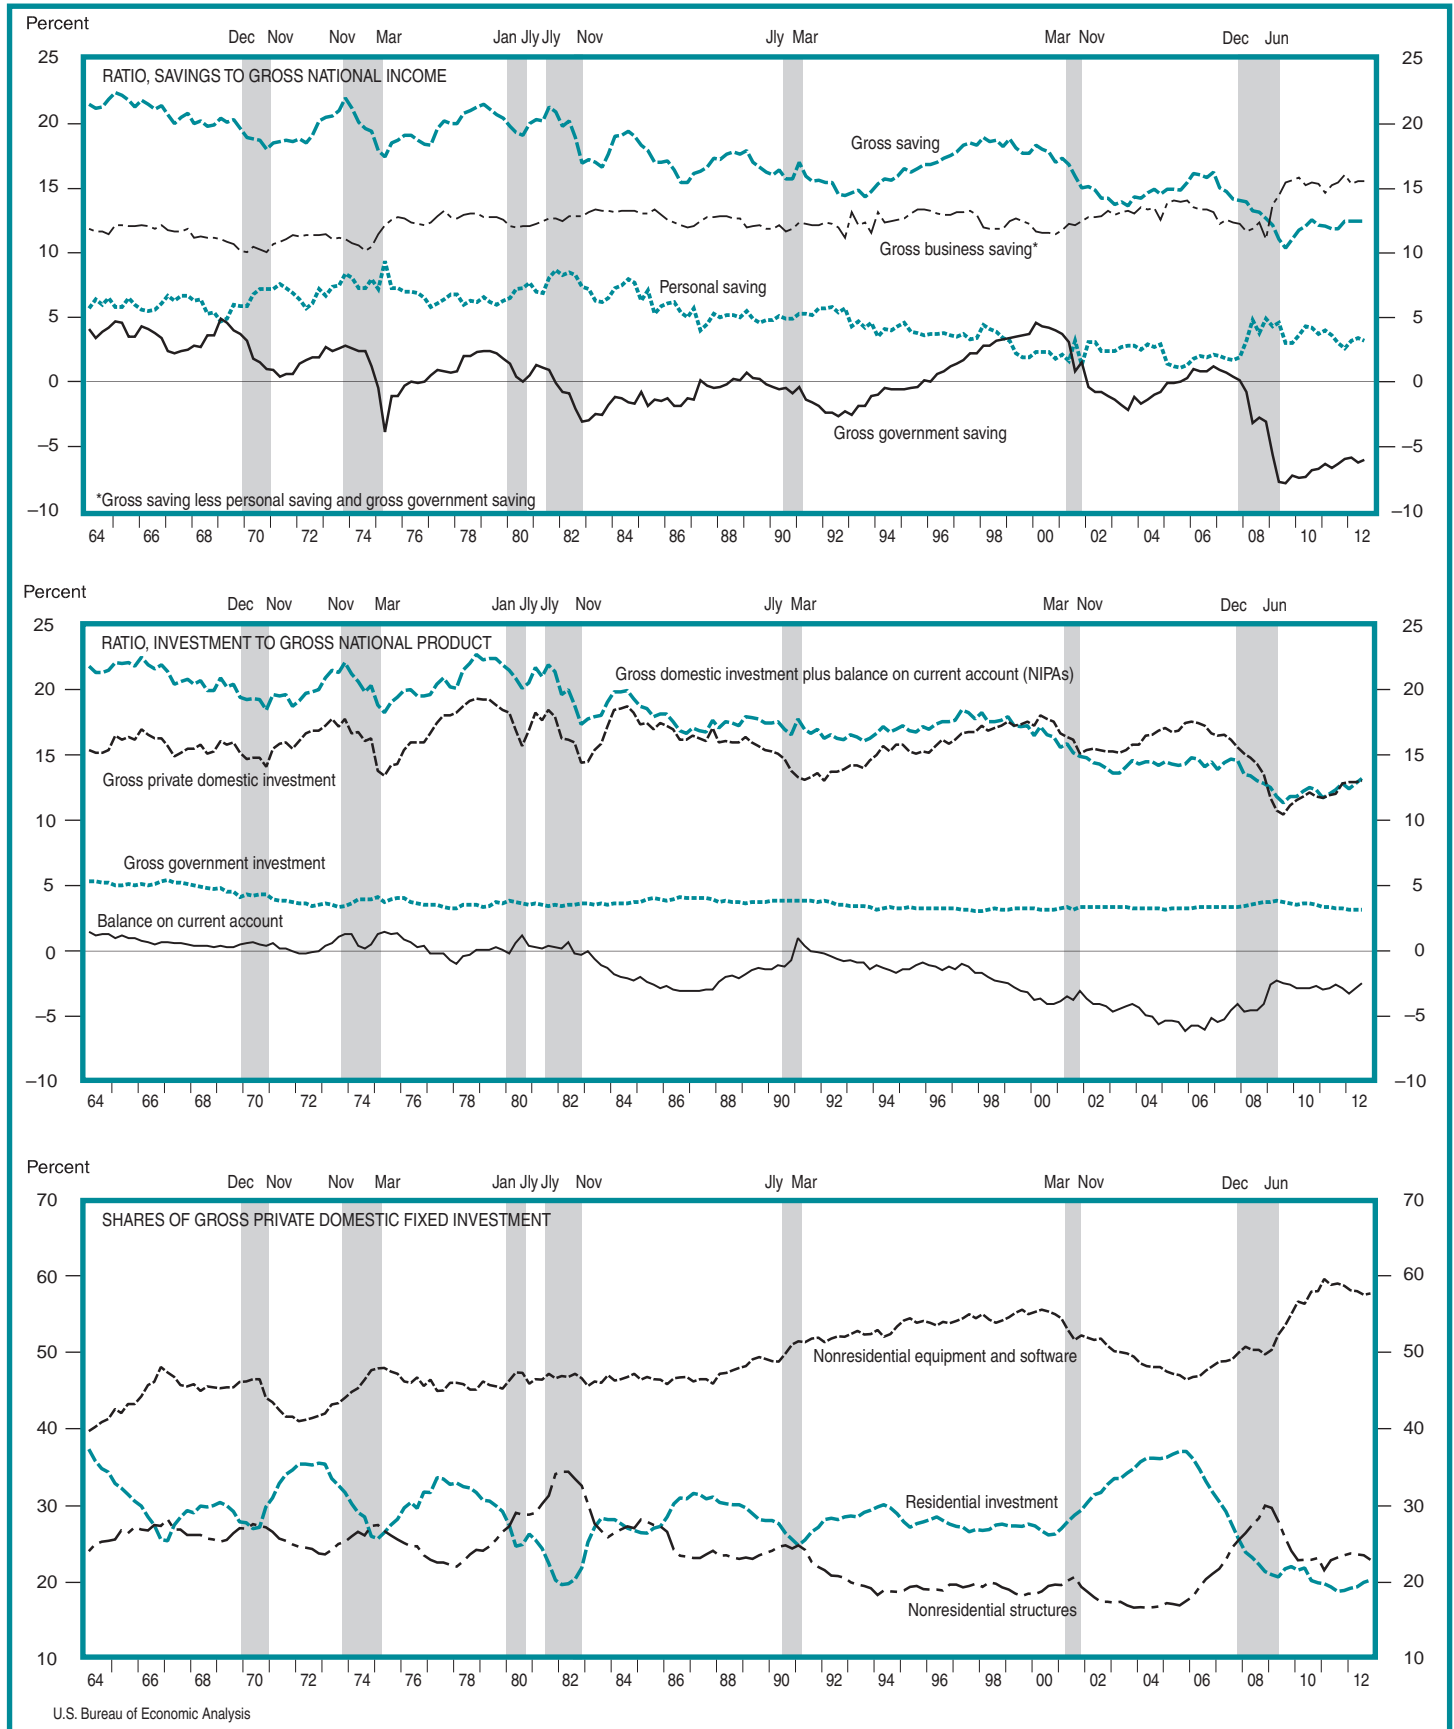 Percent
Dec Nov Nov Mar Jan Jly Jly Nov Jly Mar Mar Nov Dec Jun
25 25
RATIO, SAVINGS TO GROSS NATIONAL INCOME
20 20
Gross saving
15 15
10 10
Gross business saving*
Personal saving
5 5
0 0
Gross government saving
–5 –5
*Gross saving less personal saving and gross government saving
–10 –10
64 66 68 70 72 74 76 78 80 82 84 86 88 90 92 94 96 98 00 02 04 06 08 10 12
Percent
Dec Nov Nov Mar Jan Jly Jly Nov Jly Mar Mar Nov Dec Jun
25 25
RATIO, INVESTMENT TO GROSS NATIONAL PRODUCT
Gross domestic investment plus balance on current account (NIPAs)
20 20
15 15
Gross private domestic investment
10 10
Gross government investment
5 5
Balance on current account
0 0
–5 –5
–10 –10
64 66 68 70 72 74 76 78 80 82 84 86 88 90 92 94 96 98 00 02 04 06 08 10 12
Percent
Dec Nov Nov Mar Jan Jly Jly Nov Jly Mar Mar Nov Dec Jun
70 70
SHARES OF GROSS PRIVATE DOMESTIC FIXED INVESTMENT
60 60
50 50
Nonresidential equipment and software
40 40
Residential investment
30 30
20 20
Nonresidential structures
10 10
64 66 68 70 72 74 76 78 80 82 84 86 88 90 92 94 96 98 00 02 04 06 08 10 12
U.S. Bureau of Economic Analysis